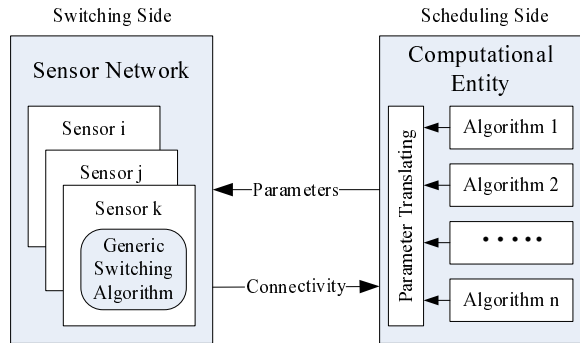 Switching Side
Sensor Network
Sensor i
Sensor j
Sensor k
Generic
Switching
Algorithm
Parameters
Connectivity
Scheduling Side
Computational
Entity
Parameter Translating
Algorithm 1
Algorithm 2
.....
Algorithm n